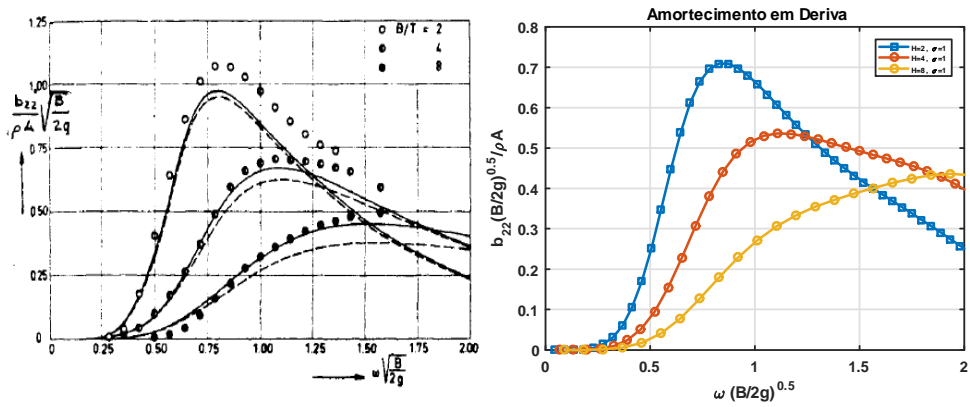 1.25
1.00
0.75
0.50
0.25
0
b₂₂/ρA √B/2g
B/T = 2
4
8
0 0.25 0.50 0.75 1.00 1.25 1.50 1.75 2.00
ω√B/2g
Amortecimento em Deriva
0.8
0.7
0.6
0.5
0.4
0.3
0.2
0.1
0
b₂₂(B/2g)^0.5/ρA
H=2, σ=1
H=4, σ=1
H=8, σ=1
0 0.5 1 1.5 2
ω (B/2g)^0.5